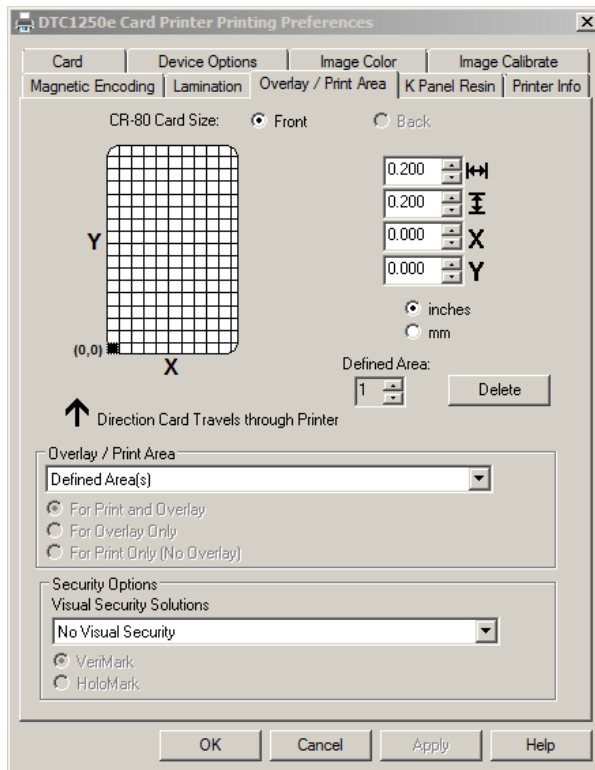 DTC1250e Card Printer Printing Preferences
Card Device Options Image Color Image Calibrate
Magnetic Encoding Lamination Overlay / Print Area K Panel Resin Printer Info
CR-80 Card Size: Front Back
0.200
0.200
0.000 X
0.000 Y
Y
inches
mm
(0,0)
X
Defined Area:
1 Delete
Direction Card Travels through Printer
Overlay / Print Area
Defined Area(s)
For Print and Overlay
For Overlay Only
For Print Only (No Overlay)
Security Options
Visual Security Solutions
No Visual Security
VeriMark
HoloMark
OK Cancel Apply Help